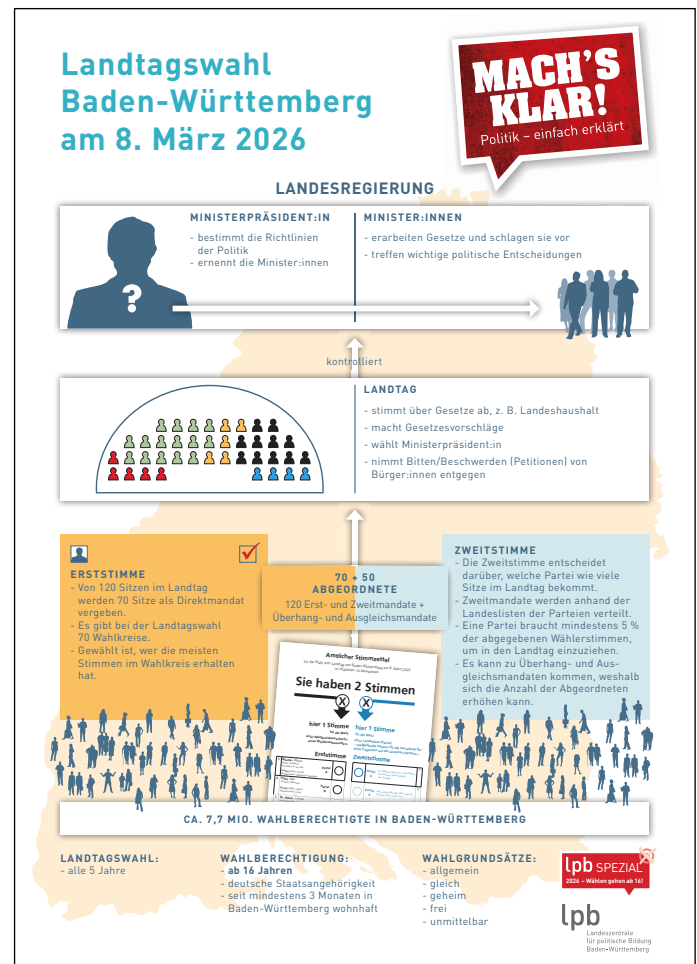 Landtagswahl
Baden-Württemberg
am 8. März 2026
MACH'S
KLAR!
Politik – einfach erklärt
LANDESREGIERUNG
MINISTERPRÄSIDENT:IN
- bestimmt die Richtlinien
der Politik
- ernennt die Minister:innen
MINISTER:INNEN
- erarbeiten Gesetze und schlagen sie vor
- treffen wichtige politische Entscheidungen
?
kontrolliert
LANDTAG
- stimmt über Gesetze ab, z. B. Landeshaushalt
- macht Gesetzesvorschläge
- wählt Ministerpräsident:in
- nimmt Bitten/Beschwerden (Petitionen) von
Bürger:innen entgegen
ERSTSTIMME
- Von 120 Sitzen im Landtag
werden 70 Sitze als Direktmandat
vergeben.
- Es gibt bei der Landtagswahl
70 Wahlkreise.
- Gewählt ist, wer die meisten
Stimmen im Wahlkreis erhalten
hat.
70 + 50
ABGEORDNETE
120 Erst- und Zweitmandate +
Überhang- und Ausgleichsmandate
ZWEITSTIMME
- Die Zweitstimme entscheidet
darüber, welche Partei wie viele
Sitze im Landtag bekommt.
- Zweitmandate werden anhand der
Landeslisten der Parteien verteilt.
- Eine Partei braucht mindestens 5 %
der abgegebenen Wählerstimmen,
um in den Landtag einzuziehen.
- Es kann zu Überhang- und Aus-
gleichsmandaten kommen, weshalb
sich die Anzahl der Abgeordneten
erhöhen kann.
Amtlicher Stimmzettel
Sie haben 2 Stimmen
X X
hier 1 Stimme
hier 1 Stimme
Erststimme
Zweitstimme
CA. 7,7 MIO. WAHLBERECHTIGTE IN BADEN-WÜRTTEMBERG
LANDTAGSWAHL:
- alle 5 Jahre
WAHLBERECHTIGUNG:
- ab 16 Jahren
- deutsche Staatsangehörigkeit
- seit mindestens 3 Monaten in
Baden-Württemberg wohnhaft
WAHLGRUNDSÄTZE:
- allgemein
- gleich
- geheim
- frei
- unmittelbar
lpb SPEZIAL
2026 – Wählen gehen ab 16!
lpb
Landeszentrale
für politische Bildung
Baden-Württemberg